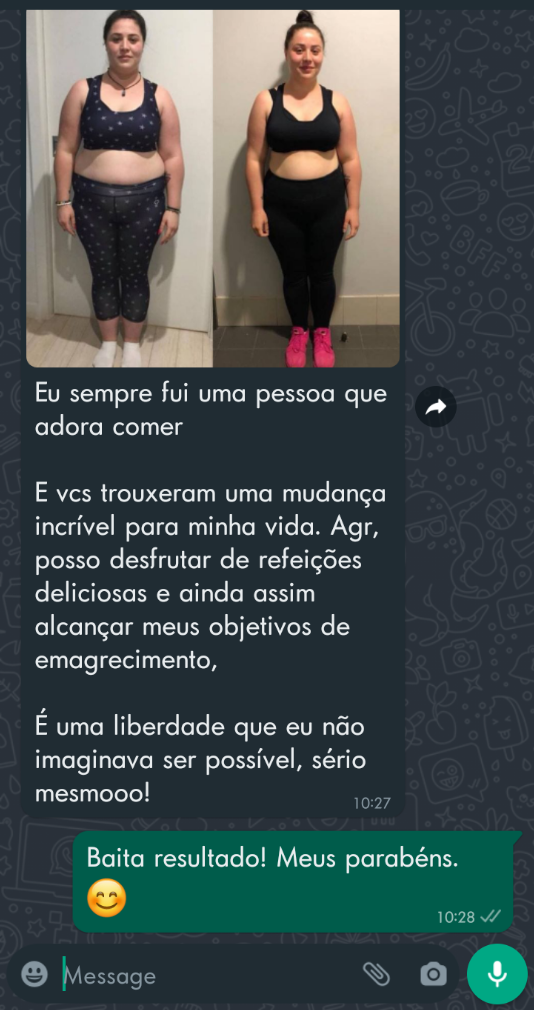 Eu sempre fui uma pessoa que
adora comer
E vcs trouxeram uma mudança
incrível para minha vida. Agr,
posso desfrutar de refeições
deliciosas e ainda assim
alcançar meus objetivos de
emagrecimento,
É uma liberdade que eu não
imaginava ser possível, sério
mesmooo!
10:27
Baita resultado! Meus parabéns.
😊
10:28
Message